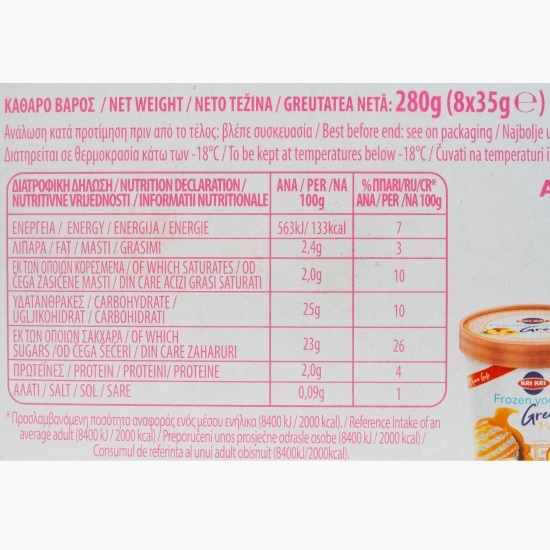 ΚΑΘΑΡΟ ΒΑΡΟΣ / NET WEIGHT / NETO TEŽINA / GREUTATEA NETĂ: 280g (8x35g ℮)
Ανάλωση κατά προτίμηση πριν από το τέλος: βλέπε συσκευασία / Best before end: see on packaging / Najbolje u
Διατηρείται σε θερμοκρασία κάτω των -18°C / To be kept at temperatures below -18°C / Čuvati na temperaturi i
ΔΙΑΤΡΟΦΙΚΗ ΔΗΛΩΣΗ / NUTRITION DECLARATION / ANA / PER /NA %ΠΠΑΡΙ/RU/CR*
NUTRITIVNE VRIJEDNOSTI / INFORMATII NUTRITIONALE 100g ANA / PER /NA 100g
ΕΝΕΡΓΕΙΑ / ENERGY / ENERGIJA / ENERGIE 563kJ/ 133kcal 7
ΛΙΠΑΡΑ / FAT / MASTI / GRASIMI 2,4g 3
ΕΚ ΤΩΝ ΟΠΟΙΩΝ ΚΟΡΕΣΜΕΝΑ / OF WHICH SATURATES / OD
ČEGA ZASIĆENE MASTI / DIN CARE ACIZI GRASI SATURATI 2,0g 10
ΥΔΑΤΑΝΘΡΑΚΕΣ / CARBOHYDRATE /
UGLJIKOHIDRAT / CARBOHIDRATI 25g 10
ΕΚ ΤΩΝ ΟΠΟΙΩΝ ΣΑΚΧΑΡΑ / OF WHICH
SUGARS /OD ČEGA ŠEĆERI / DIN CARE ZAHARURI 23g 26
ΠΡΩΤΕΪΝΕΣ / PROTEIN / PROTEINI / PROTEINE 2,0g 4
ΑΛΑΤΙ / SALT / SOL / SARE 0,09g 1
* Προσλαμβανόμενη ποσότητα αναφοράς ενός μέσου ενήλικα (8400 kJ / 2000 kcal). / Reference Intake of an
average adult (8400 kJ / 2000 kcal) / Preporučeni unos prosječne odrasle osobe (8400 kJ / 2000 kcal) /
Consumul de referinta al unui adult obisnuit (8400kJ/2000kcal).
KRI KRI
Frozen yo
Gree